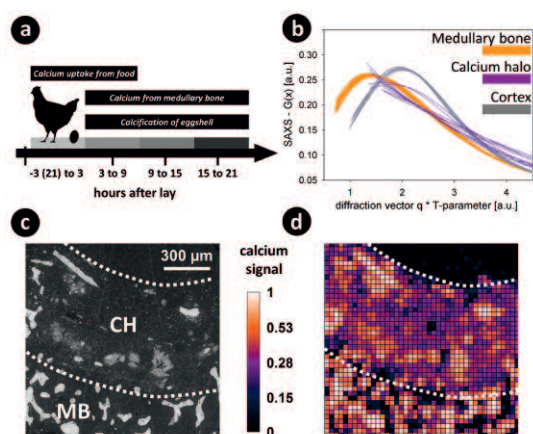 a
Calcium uptake from food
Calcium from medullary bone
Calcification of eggshell
-3 (21) to 3 3 to 9 9 to 15 15 to 21
hours after lay
b
Medullary bone
Calcium halo
Cortex
SAXS - G(x) [a.u.]
0.30
0.25
0.20
0.15
0.10
0.05
1 2 3 4
diffraction vector q * T-parameter [a.u.]
c
300 µm
CH
MB
calcium
signal
1
0.53
0.28
0.15
0
d